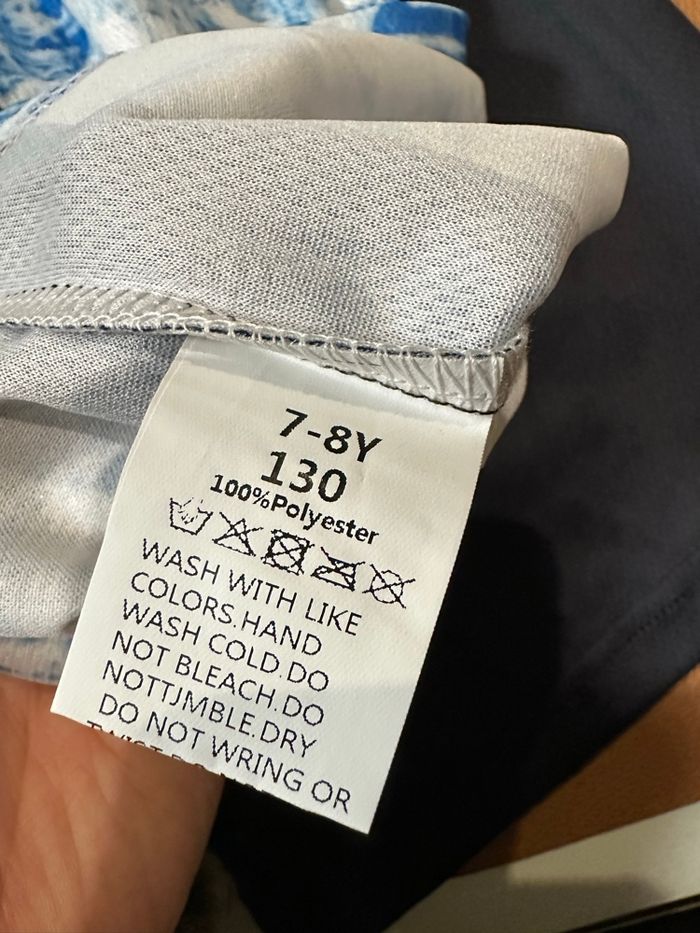 7-8Y
130
100%Polyester
WASH WITH LIKE
COLORS.HAND
WASH COLD.DO
NOT BLEACH.DO
NOTTJMBLE.DRY
DO NOT WRING OR